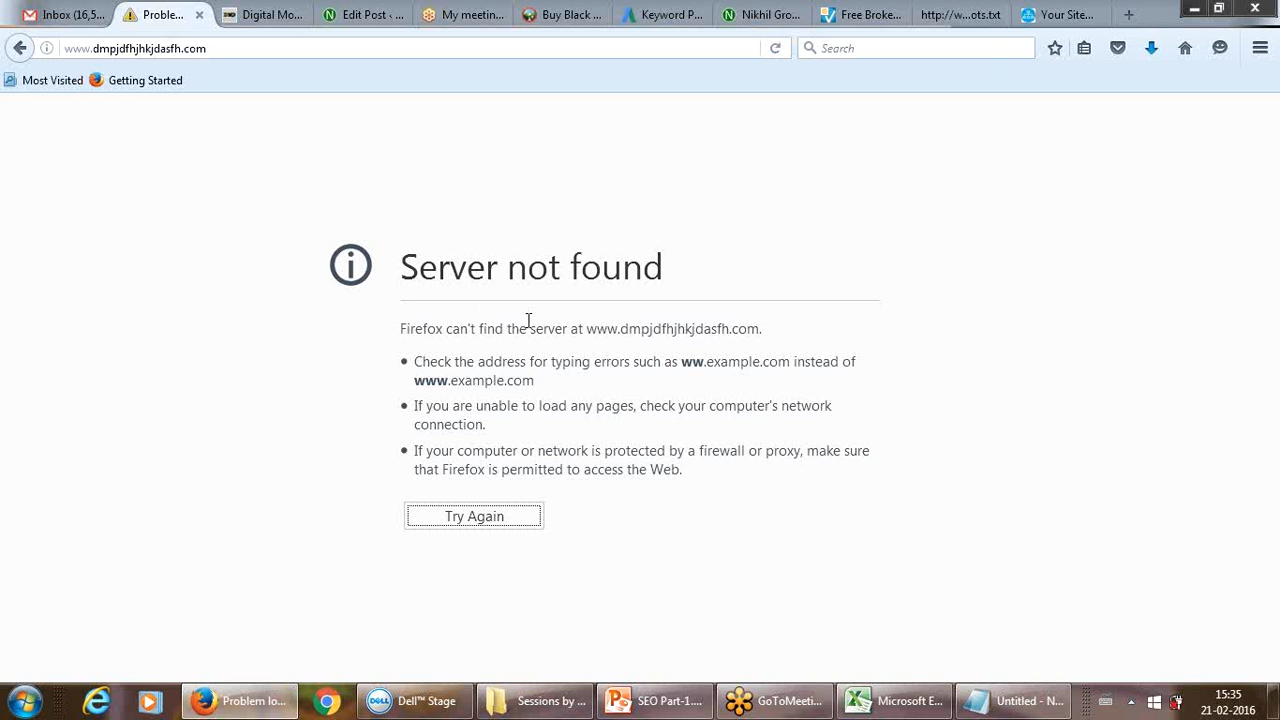 Inbox (16,5... Proble... Digital Mo... Edit Post ‹ ... My meetin... Buy Black ... Keyword P... Nikhil Gro... Free Broke... http://w...ots.txt Your Site...
www.dmpjdfhjhkjdasfh.com Search
Most Visited Getting Started
Server not found
Firefox can't find the server at www.dmpjdfhjhkjdasfh.com.
Check the address for typing errors such as ww.example.com instead of
www.example.com
If you are unable to load any pages, check your computer's network
connection.
If your computer or network is protected by a firewall or proxy, make sure
that Firefox is permitted to access the Web.
Try Again
Problem lo... DELL Dell™ Stage Sessions by ... SEO Part-1.... GoToMeeti... Microsoft E... Untitled - N... 15:35
21-02-2016